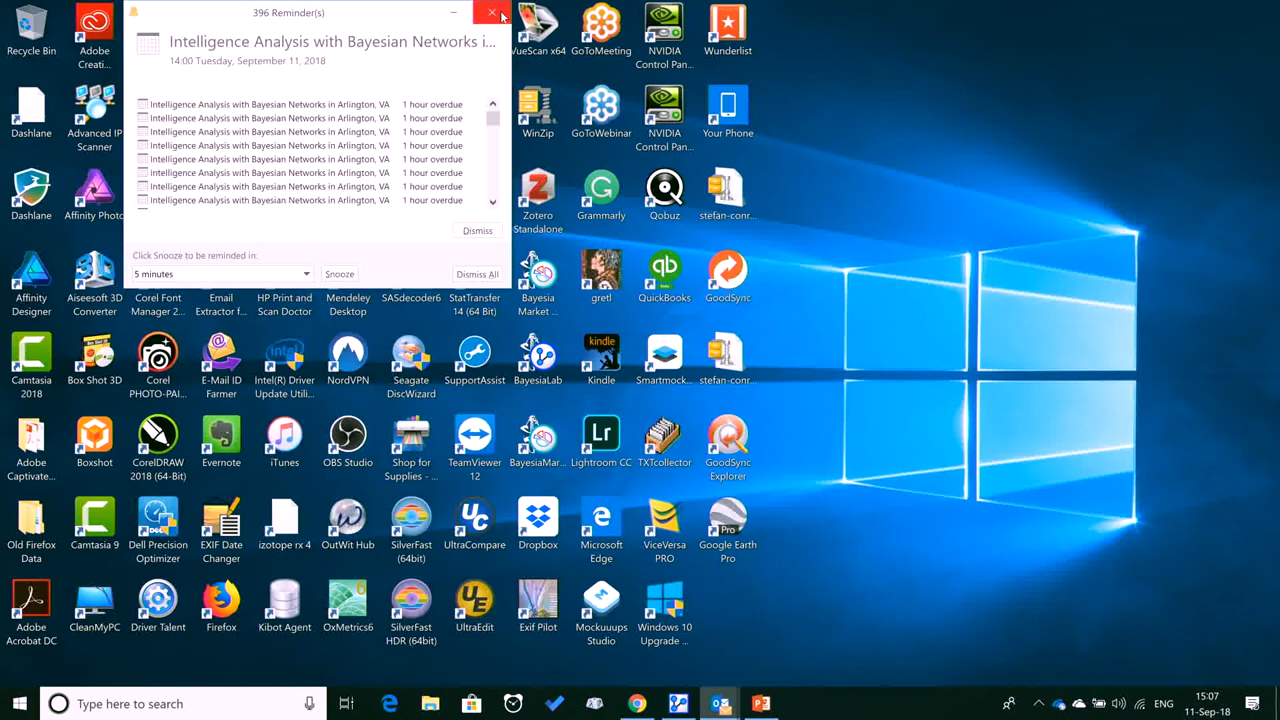 396 Reminder(s)
Intelligence Analysis with Bayesian Networks i...
14:00 Tuesday, September 11, 2018
Intelligence Analysis with Bayesian Networks in Arlington, VA 1 hour overdue
Intelligence Analysis with Bayesian Networks in Arlington, VA 1 hour overdue
Intelligence Analysis with Bayesian Networks in Arlington, VA 1 hour overdue
Intelligence Analysis with Bayesian Networks in Arlington, VA 1 hour overdue
Intelligence Analysis with Bayesian Networks in Arlington, VA 1 hour overdue
Intelligence Analysis with Bayesian Networks in Arlington, VA 1 hour overdue
Intelligence Analysis with Bayesian Networks in Arlington, VA 1 hour overdue
Intelligence Analysis with Bayesian Networks in Arlington, VA 1 hour overdue
Dismiss
Click Snooze to be reminded in:
5 minutes
Snooze
Dismiss All
Recycle Bin
Adobe
Creati...
VueScan x64
GoToMeeting
NVIDIA
Control Pan...
Wunderlist
Dashlane
Advanced IP
Scanner
WinZip
GoToWebinar
NVIDIA
Control Pan...
Your Phone
Dashlane
Affinity Photo
Zotero
Standalone
Grammarly
Qobuz
stefan-conr...
Affinity
Designer
Aiseesoft 3D
Converter
Corel Font
Manager 2...
Email
Extractor f...
HP Print and
Scan Doctor
Mendeley
Desktop
SASdecoder6
StatTransfer
14 (64 Bit)
Bayesia
Market ...
gretl
qb
QuickBooks
GoodSync
Camtasia
2018
Box Shot 3D
Corel
PHOTO-PAI...
E-Mail ID
Farmer
Intel(R) Driver
Update Utili...
NordVPN
Seagate
DiscWizard
SupportAssist
BayesiaLab
kindle
Kindle
Smartmock...
stefan-conr...
Adobe
Captivate...
Boxshot
CorelDRAW
2018 (64-Bit)
Evernote
iTunes
OBS Studio
Shop for
Supplies - ...
TeamViewer
12
BayesiaMar...
Lr
Lightroom CC
TXTcollector
GoodSync
Explorer
Old Firefox
Data
Camtasia 9
Dell Precision
Optimizer
EXIF Date
Changer
izotope rx 4
OutWit Hub
SilverFast
(64bit)
UC
UltraCompare
Dropbox
Microsoft
Edge
ViceVersa
PRO
Pro
Google Earth
Pro
Adobe
Acrobat DC
CleanMyPC
Driver Talent
Firefox
Kibot Agent
6
OxMetrics6
SilverFast
HDR (64bit)
UE
UltraEdit
Exif Pilot
Mockuuups
Studio
Windows 10
Upgrade ...
Type here to search
ENG
15:07
11-Sep-18